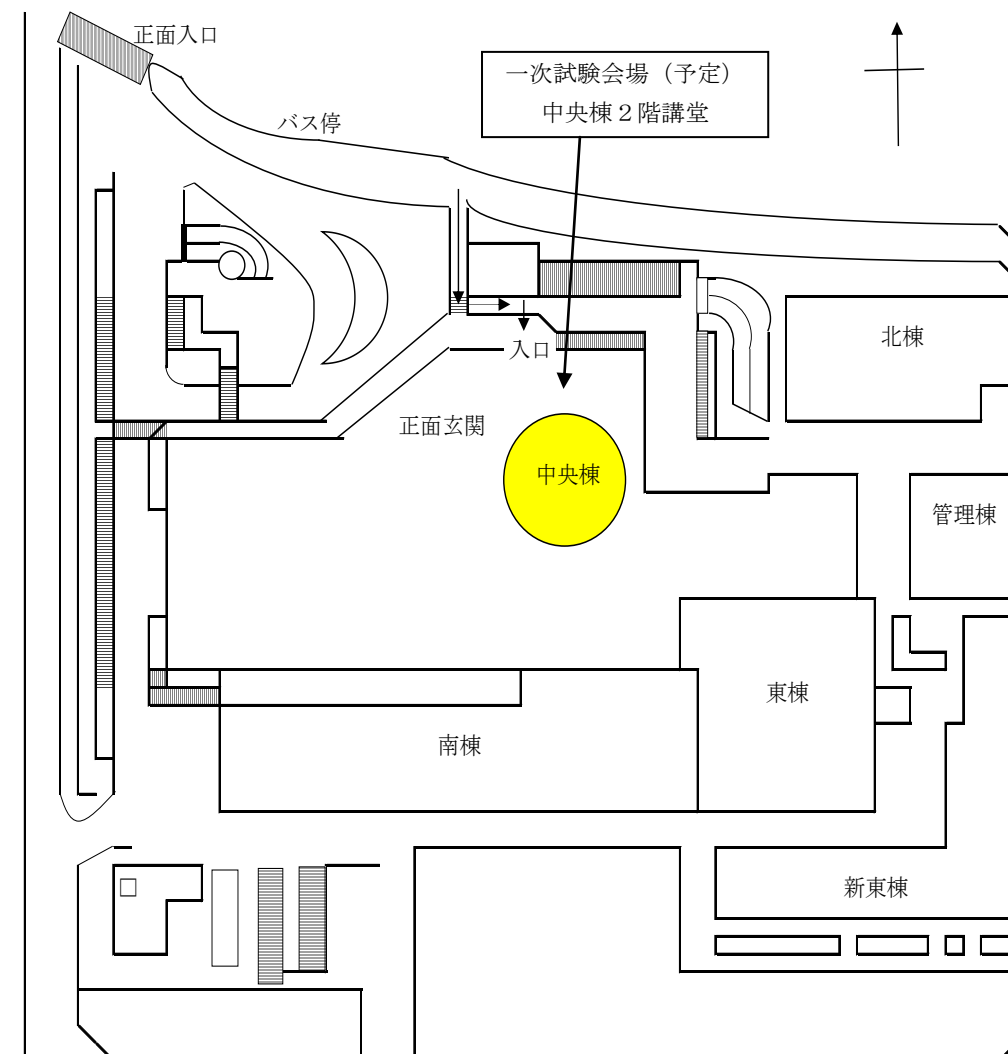 正面入口
バス停
一次試験会場（予定）
中央棟２階講堂
北棟
入口
正面玄関
中央棟
管理棟
東棟
南棟
新東棟